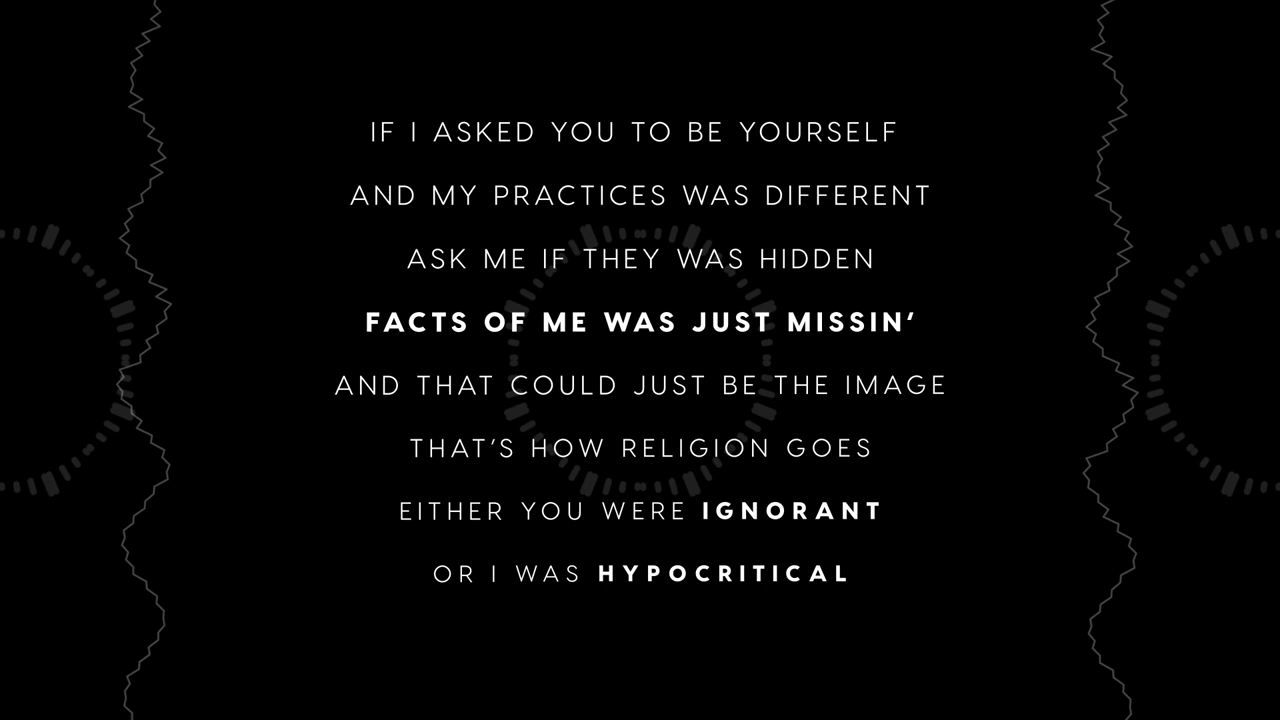 IF I ASKED YOU TO BE YOURSELF
AND MY PRACTICES WAS DIFFERENT
ASK ME IF THEY WAS HIDDEN
FACTS OF ME WAS JUST MISSIN’
AND THAT COULD JUST BE THE IMAGE
THAT’S HOW RELIGION GOES
EITHER YOU WERE IGNORANT
OR I WAS HYPOCRITICAL